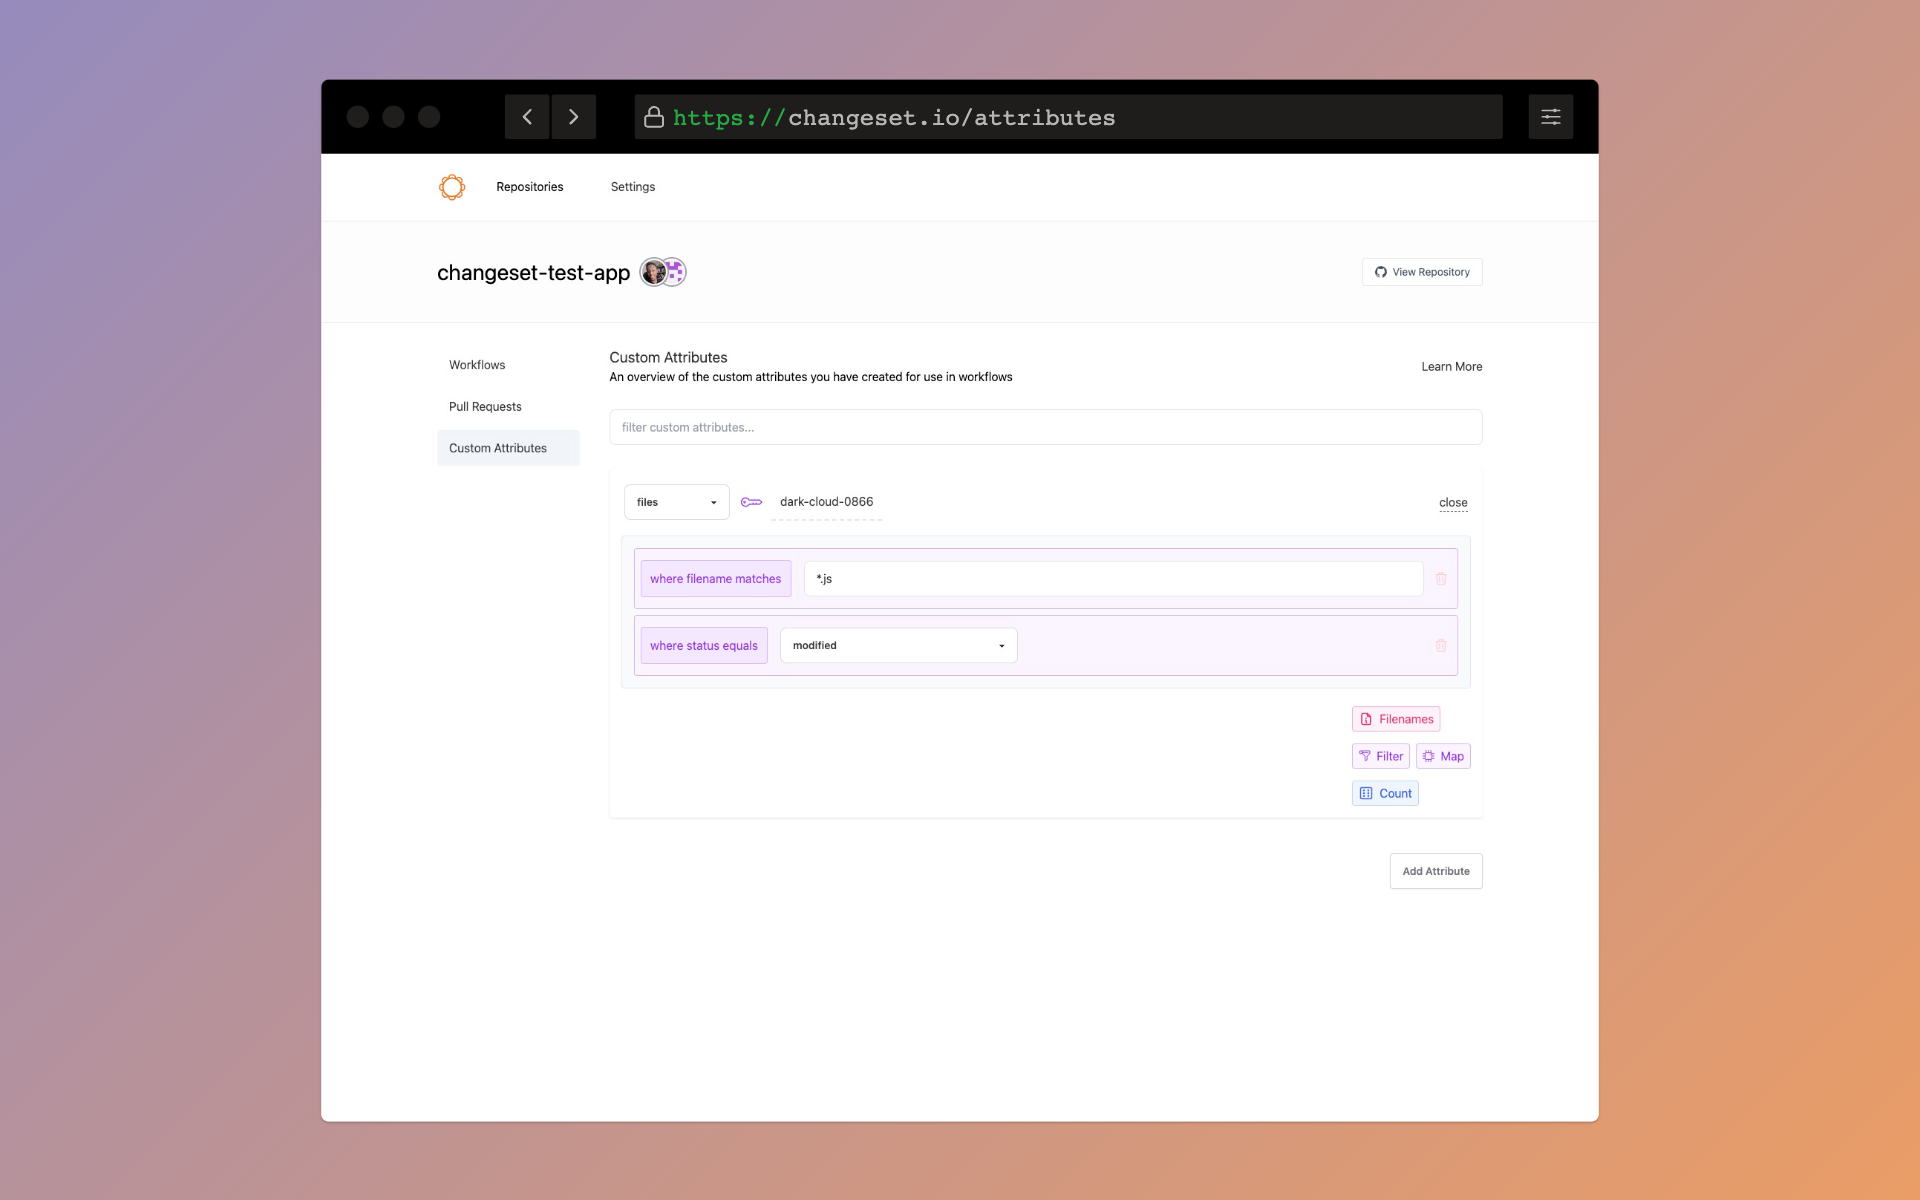 https://changeset.io/attributes
Repositories
Settings
changeset-test-app
View Repository
Workflows
Pull Requests
Custom Attributes
Custom Attributes
An overview of the custom attributes you have created for use in workflows
Learn More
filter custom attributes...
files
dark-cloud-0866
close
where filename matches
*.js
where status equals
modified
Filenames
Filter
Map
Count
Add Attribute